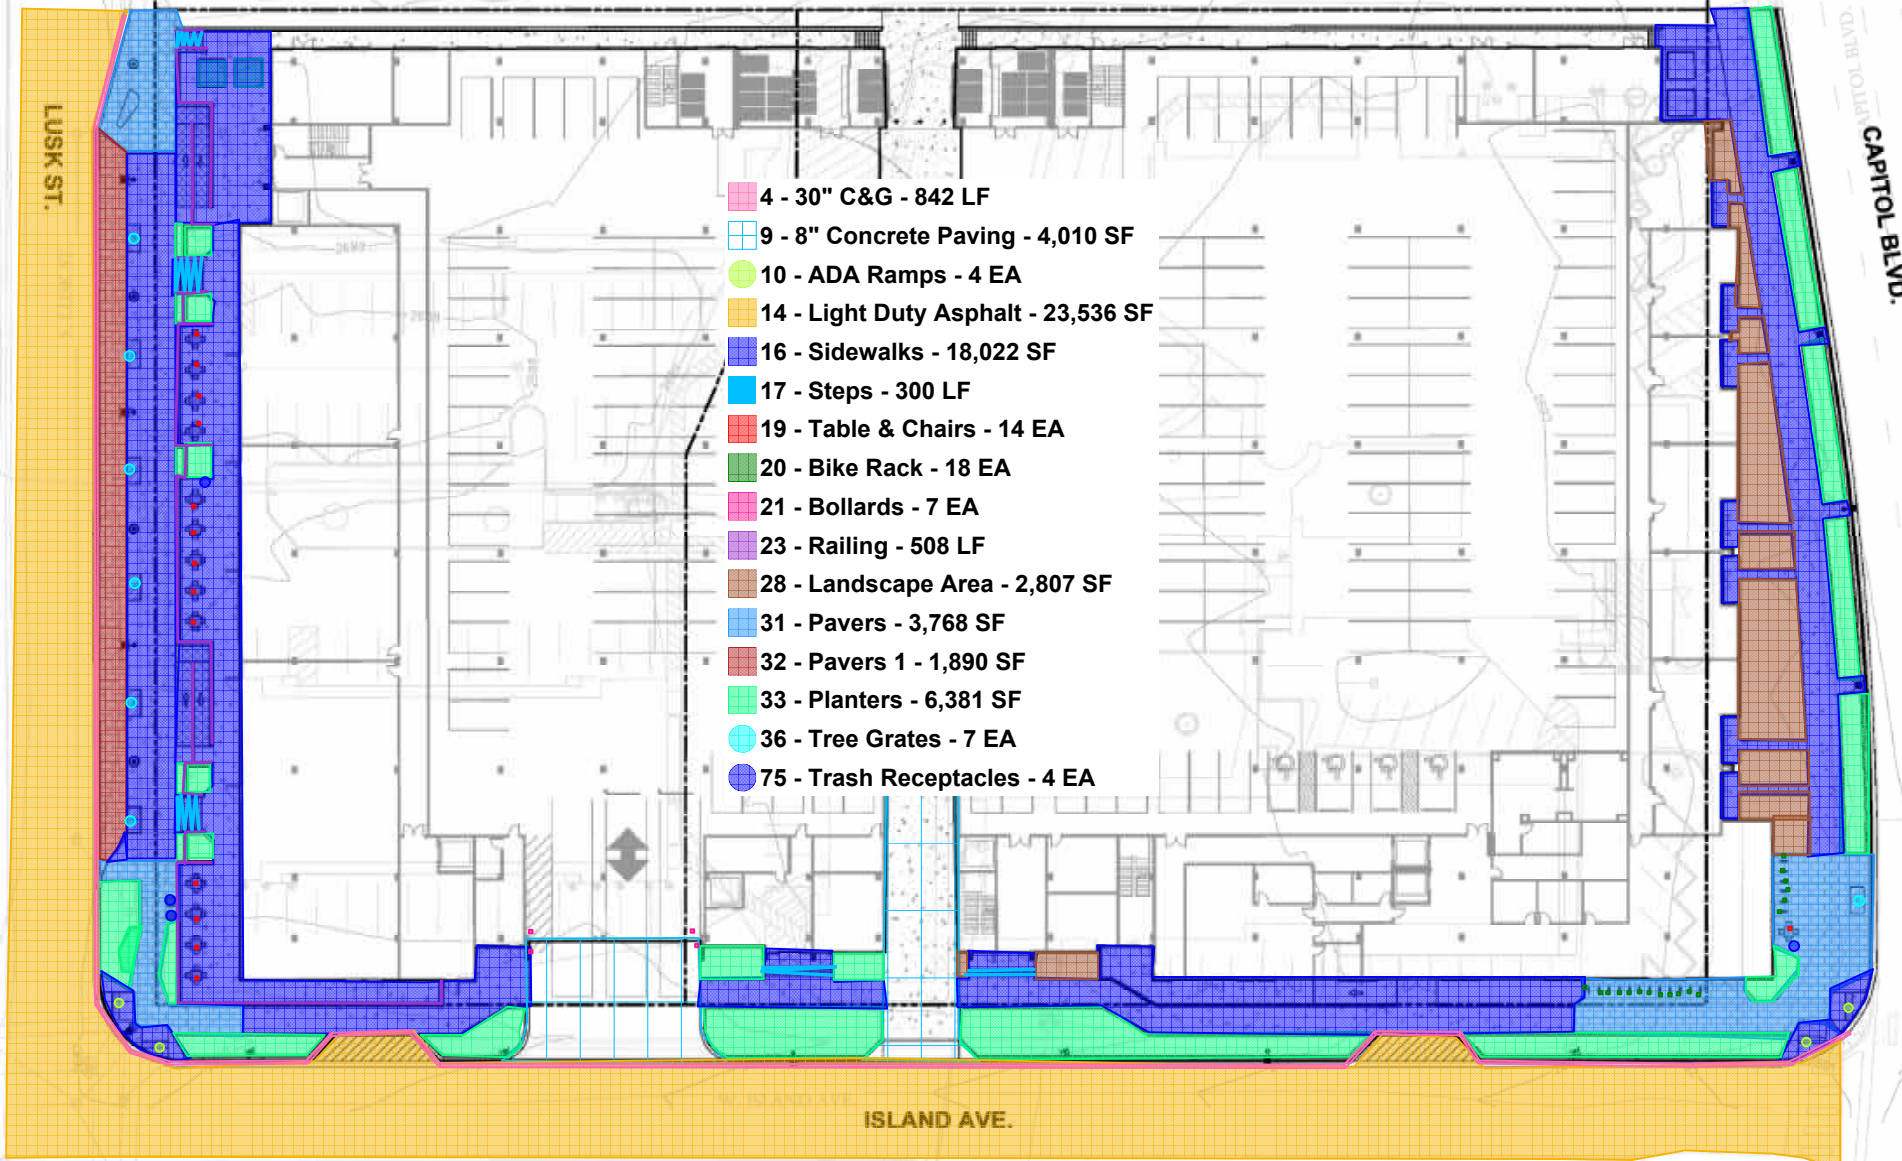 CAPITOL BLVD.
CAPITOL BLVD.
LUSK ST.
4 - 30" C&G - 842 LF
9 - 8" Concrete Paving - 4,010 SF
10 - ADA Ramps - 4 EA
14 - Light Duty Asphalt - 23,536 SF
16 - Sidewalks - 18,022 SF
17 - Steps - 300 LF
19 - Table & Chairs - 14 EA
20 - Bike Rack - 18 EA
21 - Bollards - 7 EA
23 - Railing - 508 LF
28 - Landscape Area - 2,807 SF
31 - Pavers - 3,768 SF
32 - Pavers 1 - 1,890 SF
33 - Planters - 6,381 SF
36 - Tree Grates - 7 EA
75 - Trash Receptacles - 4 EA
ISLAND AVE.
ISLAND AVE.